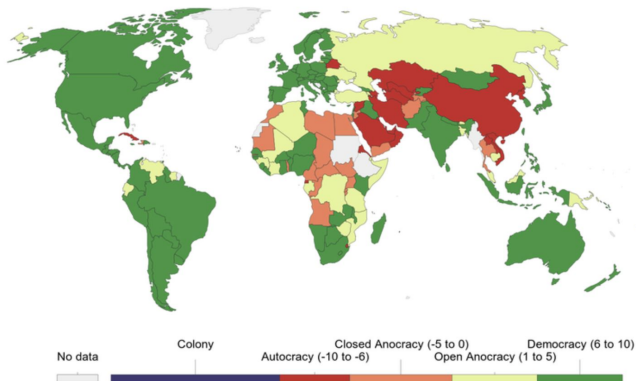 Colony
Closed Anocracy (-5 to 0)
Democracy (6 to 10)
No data
Autocracy (-10 to -6)
Open Anocracy (1 to 5)